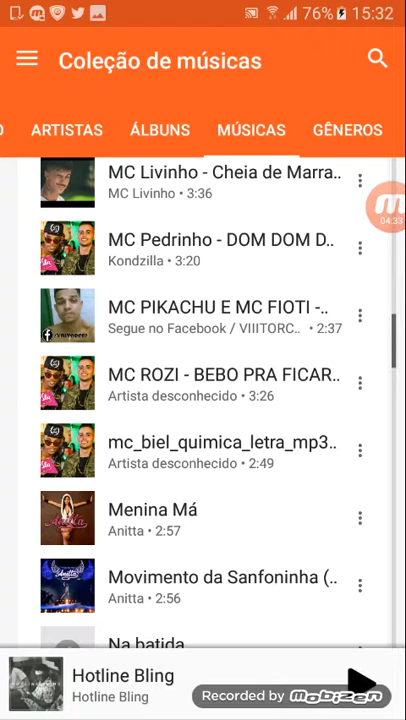 76% 15:32
Coleção de músicas
O ARTISTAS ÁLBUNS MÚSICAS GÊNEROS
MC Livinho - Cheia de Marra..
MC Livinho • 3:36
04:33
MC Pedrinho - DOM DOM D..
Kondzilla • 3:20
MC PIKACHU E MC FIOTI -..
Segue no Facebook / VIIITORC.. • 2:37
MC ROZI - BEBO PRA FICAR..
Artista desconhecido • 3:26
mc_biel_quimica_letra_mp3..
Artista desconhecido • 2:49
Menina Má
Anitta • 2:57
Movimento da Sanfoninha (..
Anitta • 2:56
Na batida
Hotline Bling
Hotline Bling
Recorded by Mobizen